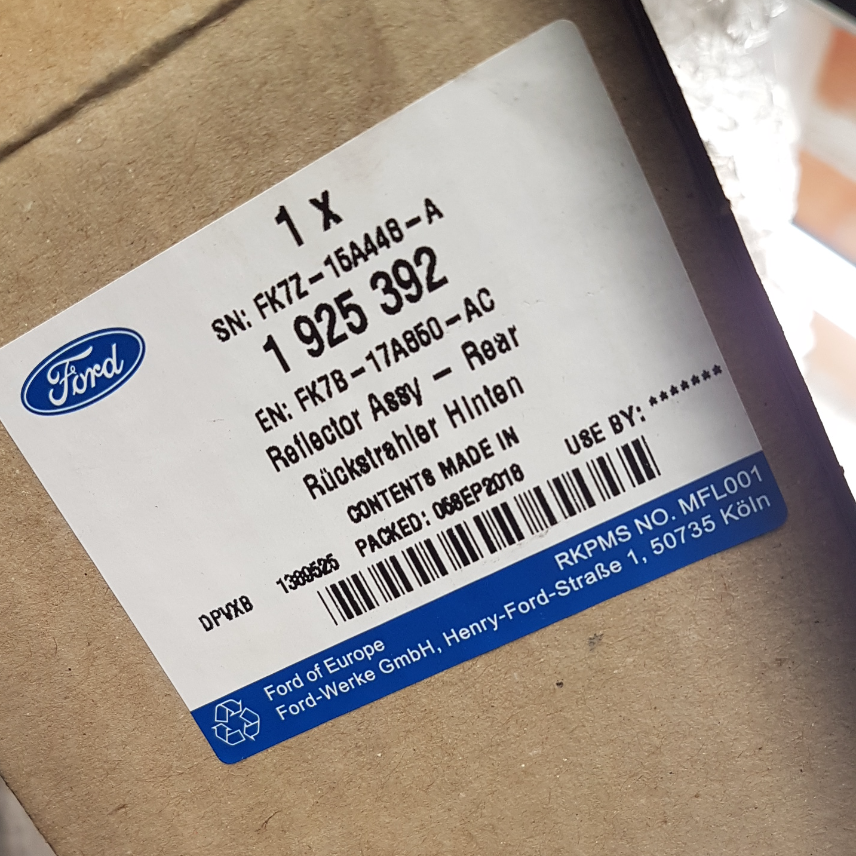 1 x
SN: FK7Z-15A448-A
1 925 392
EN: FK7B-17A850-AC
Reflector Assy - Rear
Rückstrahler Hinten
CONTENTS MADE IN
PACKED: 06SEP2016
USE BY: *******
DPVXB 1389525
Ford
RKPMS NO. MFL001
Ford of Europe
Ford-Werke GmbH, Henry-Ford-Straße 1, 50735 Köln